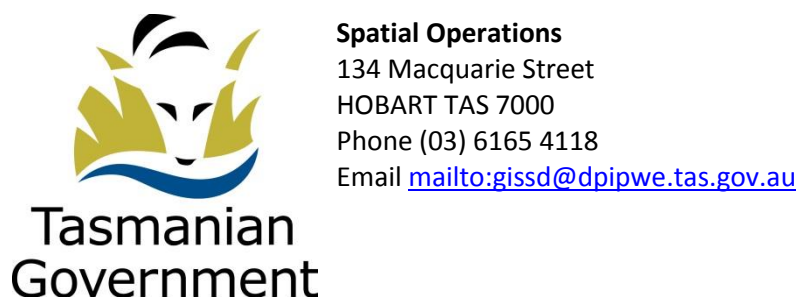 Spatial Operations
134 Macquarie Street
HOBART TAS 7000
Phone (03) 6165 4118
Email mailto:gissd@dpipwe.tas.gov.au
Tasmanian
Government